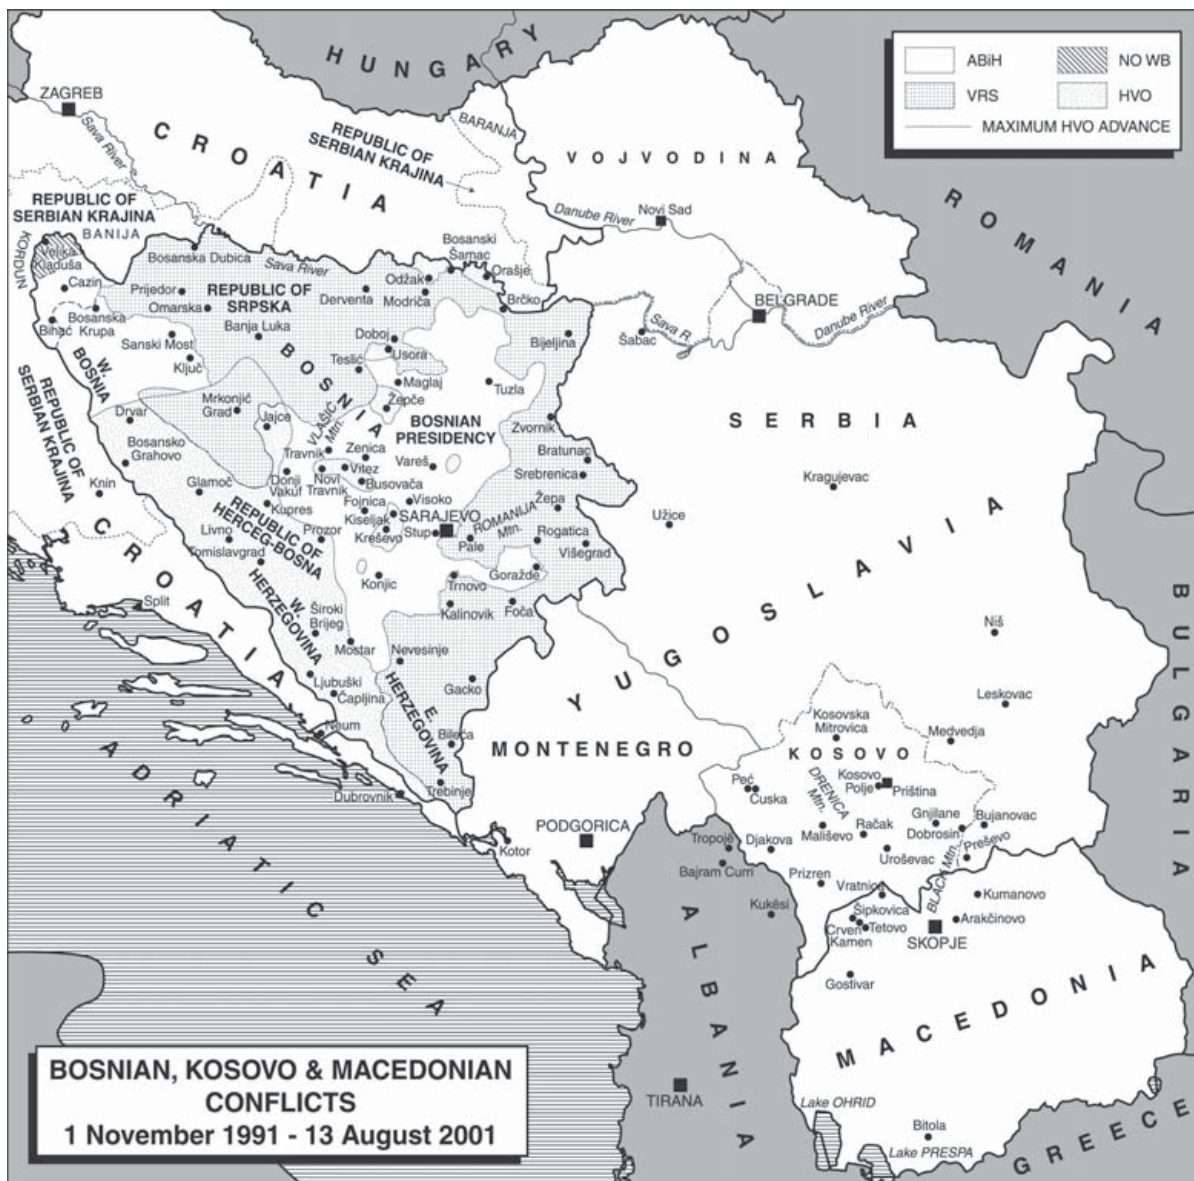 HUNGARY
ZAGREB
Sava River
CROATIA
REPUBLIC OF
SERBIAN KRAJINA
BARANJA
VOJVODINA
ABiH
NO WB
VRS
HVO
MAXIMUM HVO ADVANCE
ROMANIA
REPUBLIC OF
SERBIAN KRAJINA
BANIJA
KORDUN
Danube River
Novi Sad
Velika
Kladuša
Cazin
Bihać
Bosanska
Krupa
Bosanska Dubica
Sava River
Bosanski
Šamac
Orašje
Odžak
Modriča
Brčko
Prijedor
Omarska
REPUBLIC OF
SRPSKA
Derventa
Banja Luka
Sanski Most
Ključ
Doboj
Usora
Teslić
Maglaj
Žepče
Bijeljina
Tuzla
BELGRADE
Danube River
Šabac
Sava R.
W.
BOSNIA
BOSNIA
REPUBLIC OF
SERBIAN KRAJINA
Drvar
Mrkonjić
Grad
Jajce
VLAŠIĆ
Mtn.
BOSNIAN
PRESIDENCY
Zvornik
SERBIA
Bosansko
Grahovo
Travnik
Zenica
Vitez
Vareš
Bratunac
Srebrenica
Knin
Glamoč
Donji
Vakuf
Novi
Travnik
Busovača
Kupres
Fojnica
Visoko
Žepa
Kragujevac
REPUBLIC OF
HERCEG-BOSNA
Kiseljak
SARAJEVO
ROMANIJA
Mtn.
Užice
Livno
Prozor
Kreševo
Stup
Pale
Rogatica
Tomislavgrad
Višegrad
Konjic
Trnovo
Goražde
Kalinovik
Foča
YUGOSLAVIA
CROATIA
Split
W.
HERZEGOVINA
Široki
Brijeg
Mostar
Nevesinje
Niš
BULGARIA
Ljubuški
Čapljina
Gacko
E.
HERZEGOVINA
Neum
Bileća
Trebinje
Dubrovnik
MONTENEGRO
Leskovac
Kosovska
Mitrovica
Medvedja
KOSOVO
Peć
Ćuska
DRENICA
Mtn.
Kosovo
Polje
Priština
PODGORICA
Kotor
Gnjilane
Dobrosin
Bujanovac
Mališevo
Račak
Preševo
Tropojë
Djakova
Uroševac
Bajram Curri
Prizren
BLACK Mtn.
Vratnica
Kumanovo
Kukësi
Šipkovica
Arakčinovo
Crven
Kamen
Tetovo
SKOPJE
ADRIATIC SEA
ALBANIA
Gostivar
MACEDONIA
BOSNIAN, KOSOVO & MACEDONIAN
CONFLICTS
1 November 1991 - 13 August 2001
TIRANA
Lake OHRID
Bitola
Lake PRESPA
GREECE